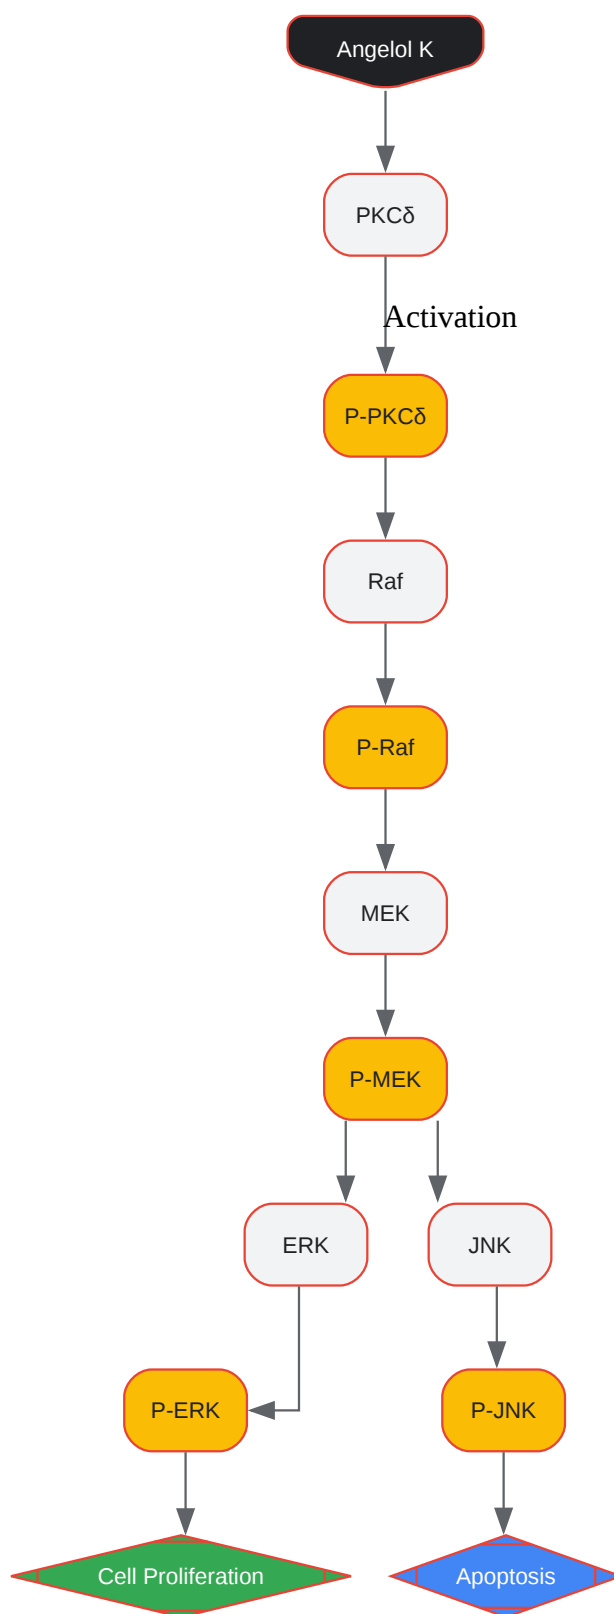 Angelol K
PKCδ
Activation
P-PKCδ
Raf
P-Raf
MEK
P-MEK
ERK
JNK
P-ERK
P-JNK
Cell Proliferation
Apoptosis